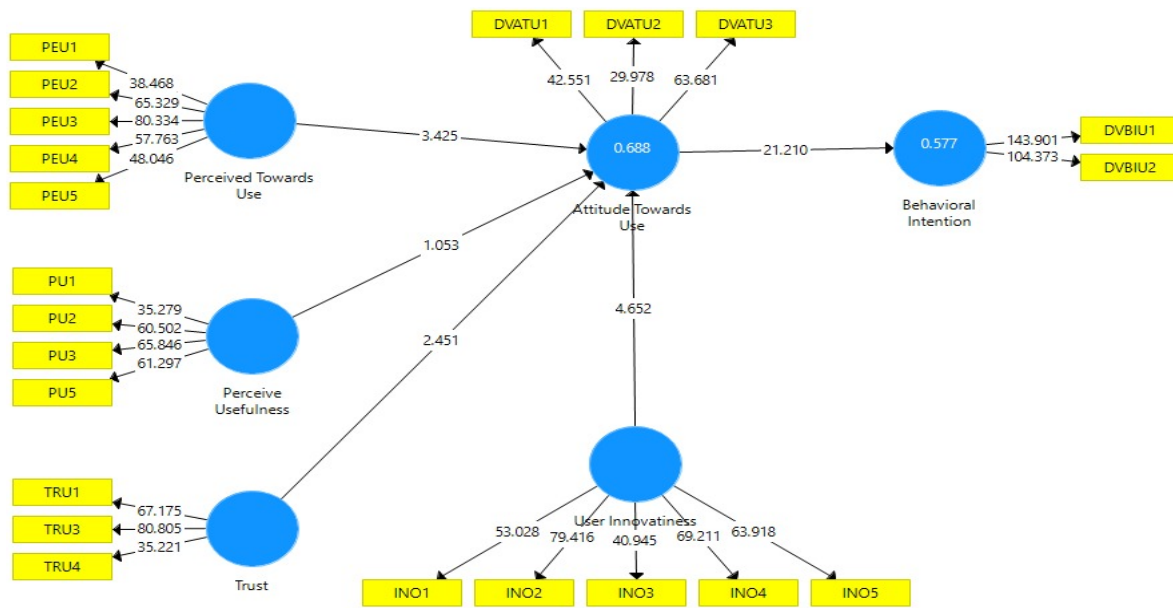 DVATU1
DVATU2
DVATU3
42.551
29.978
63.681
PEU1
PEU2
PEU3
PEU4
PEU5
38.468
65.329
80.334
57.763
48.046
Perceived Towards
Use
3.425
0.688
Attitude Towards
Use
21.210
0.577
Behavioral
Intention
143.901
104.373
DVBIU1
DVBIU2
1.053
PU1
PU2
PU3
PU5
35.279
60.502
65.846
61.297
Perceive
Usefulness
2.451
4.652
TRU1
TRU3
TRU4
67.175
80.805
35.221
Trust
User Innovatiness
53.028
79.416
40.945
69.211
63.918
INO1
INO2
INO3
INO4
INO5